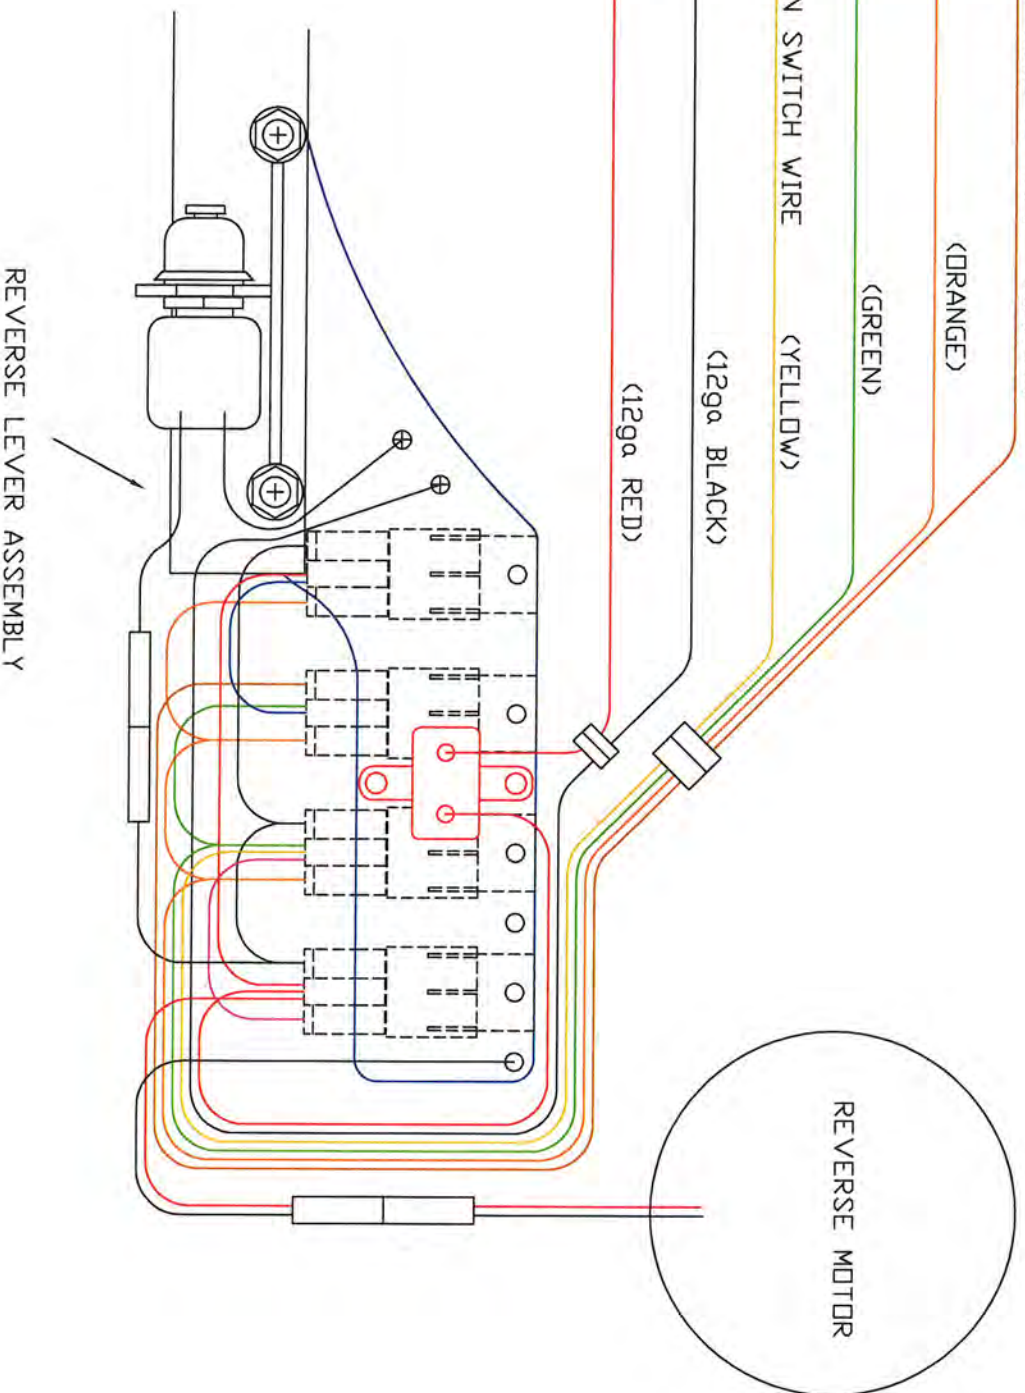 (ORANGE)
(GREEN)
N SWITCH WIRE (YELLOW)
(12ga BLACK)
(12ga RED)
REVERSE MOTOR
REVERSE LEVER ASSEMBLY